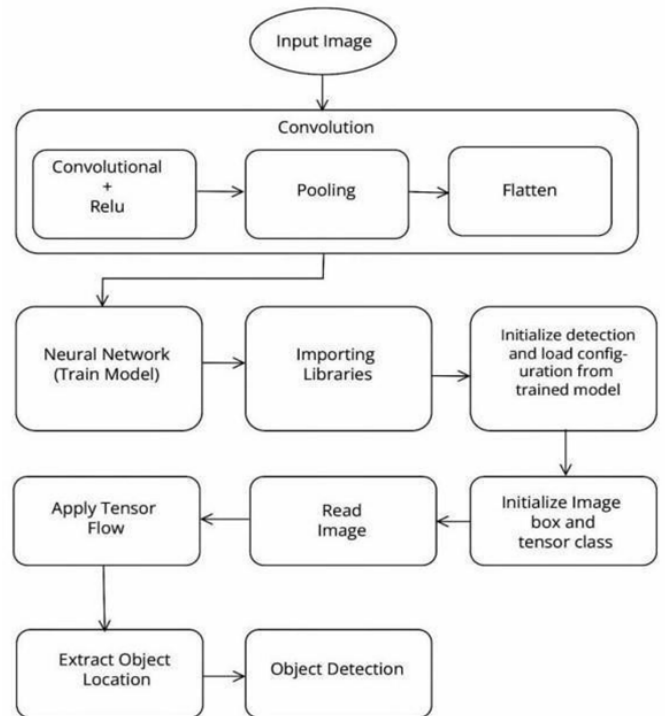 Input Image
Convolution
Convolutional
+
Relu
Pooling
Flatten
Neural Network
(Train Model)
Importing
Libraries
Initialize detection
and load config-
uration from
trained model
Initialize Image
box and
tensor class
Read
Image
Apply Tensor
Flow
Extract Object
Location
Object Detection